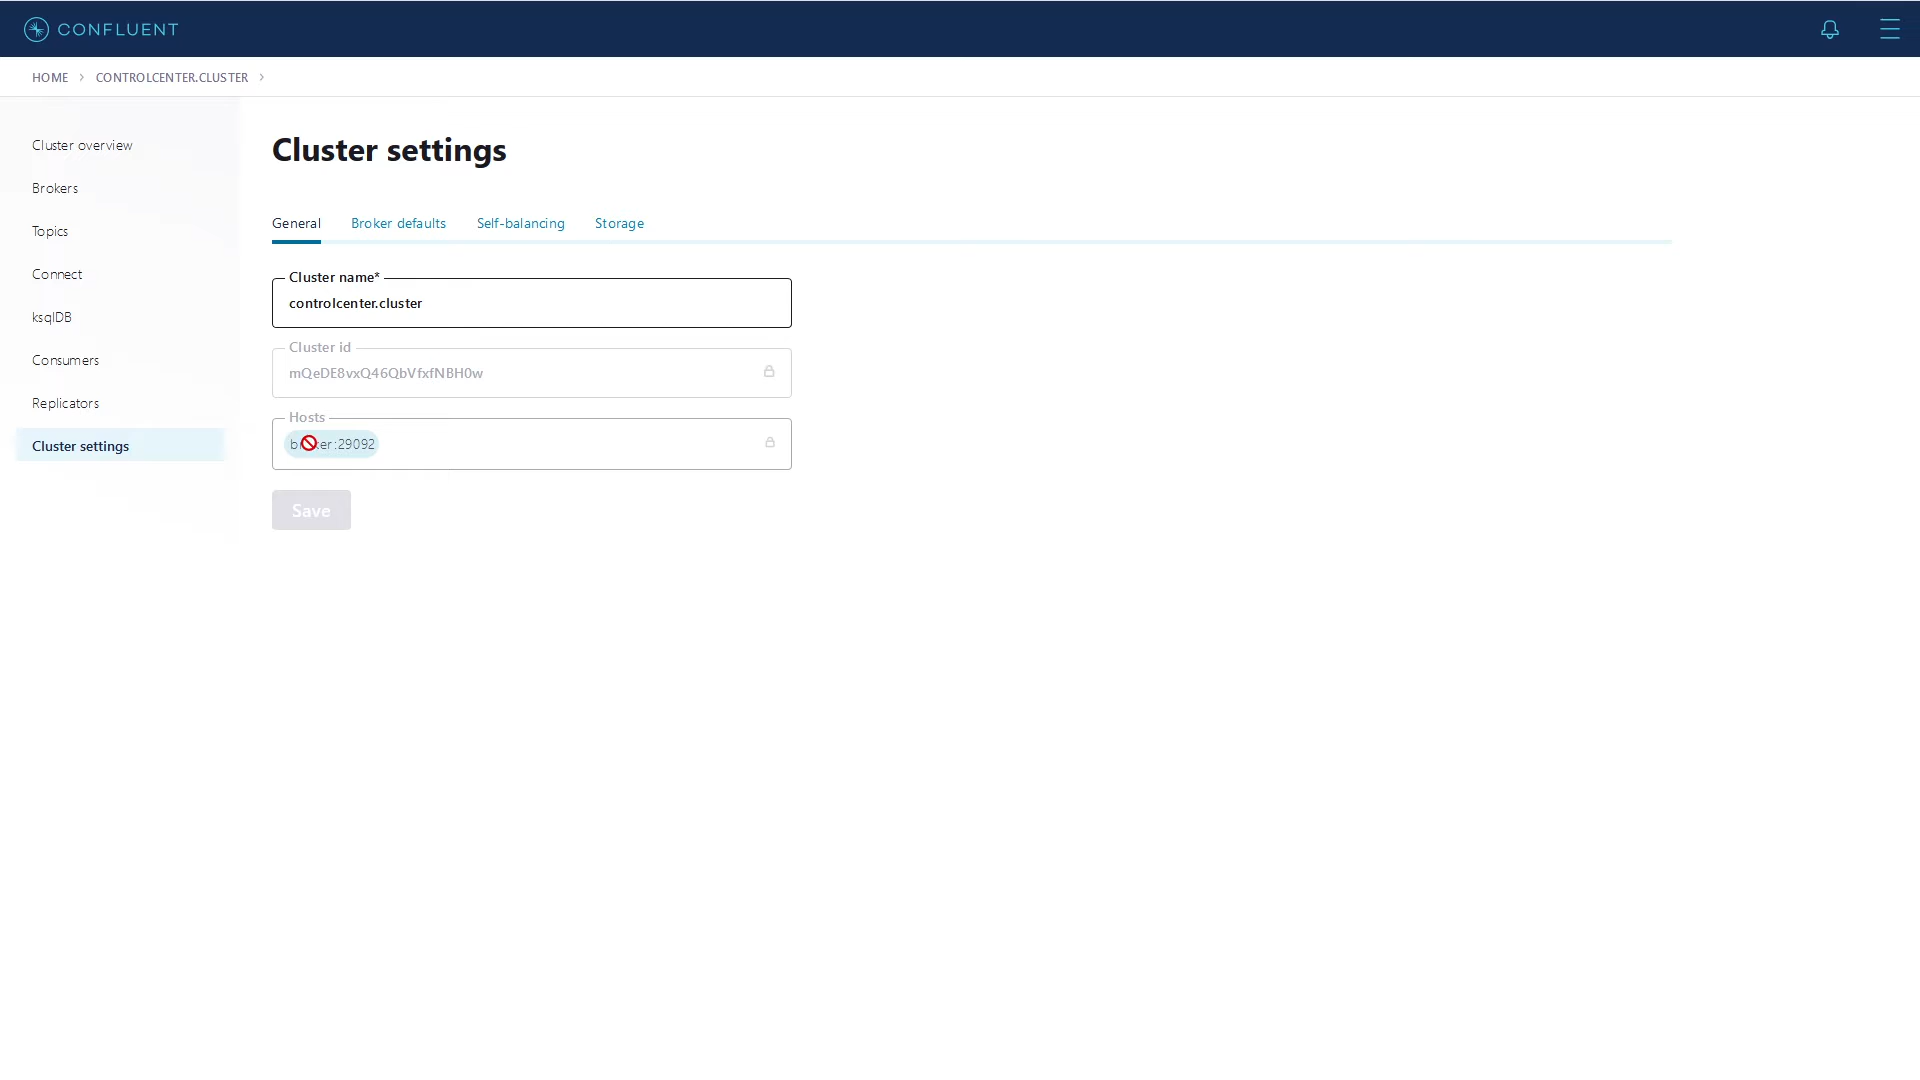 CONFLUENT
HOME > CONTROLCENTER.CLUSTER >
Cluster overview
Brokers
Topics
Connect
ksqlDB
Consumers
Replicators
Cluster settings
Cluster settings
General Broker defaults Self-balancing Storage
Cluster name*
controlcenter.cluster
Cluster id
mQeDE8vxQ46QbVfxfNBH0w
Hosts
:29092
Save